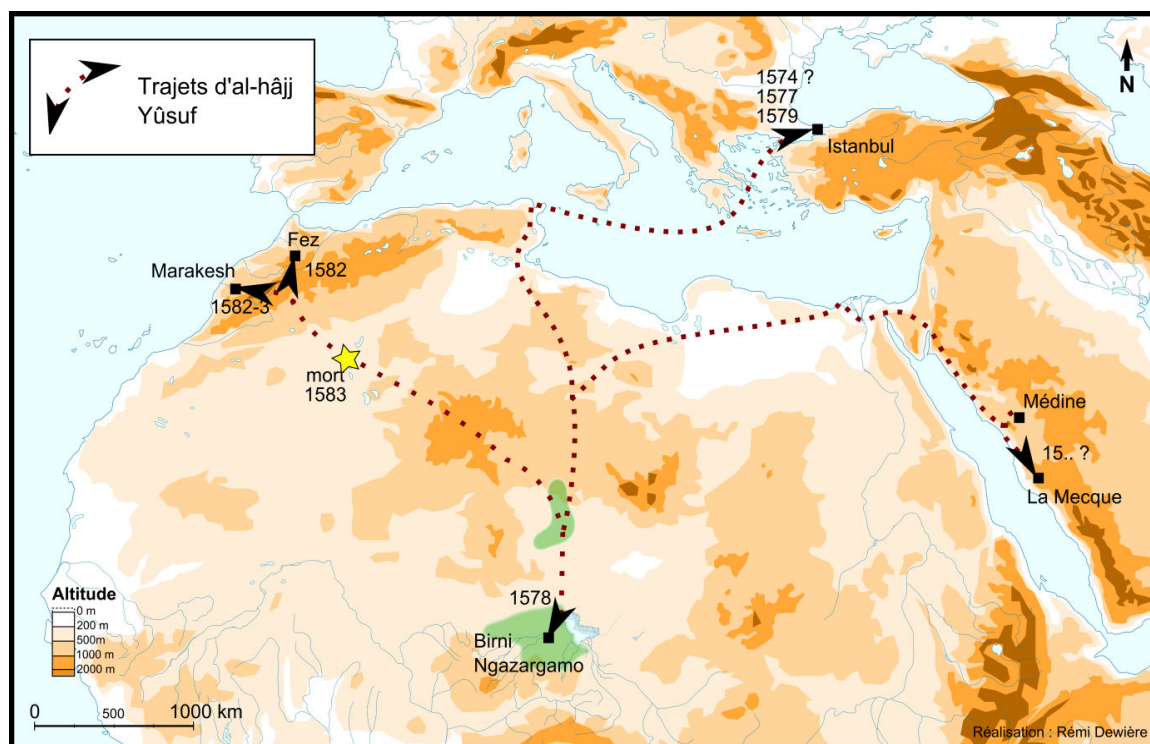 Trajets d'al-hâjj
Yûsuf
N
1574 ?
1577
1579
Istanbul
Fez
1582
Marakesh
1582-3
mort
1583
Médine
15.. ?
La Mecque
1578
Birni
Ngazargamo
Altitude
0 m
200 m
500m
1000 m
2000 m
0 500 1000 km
Réalisation : Rémi Dewière